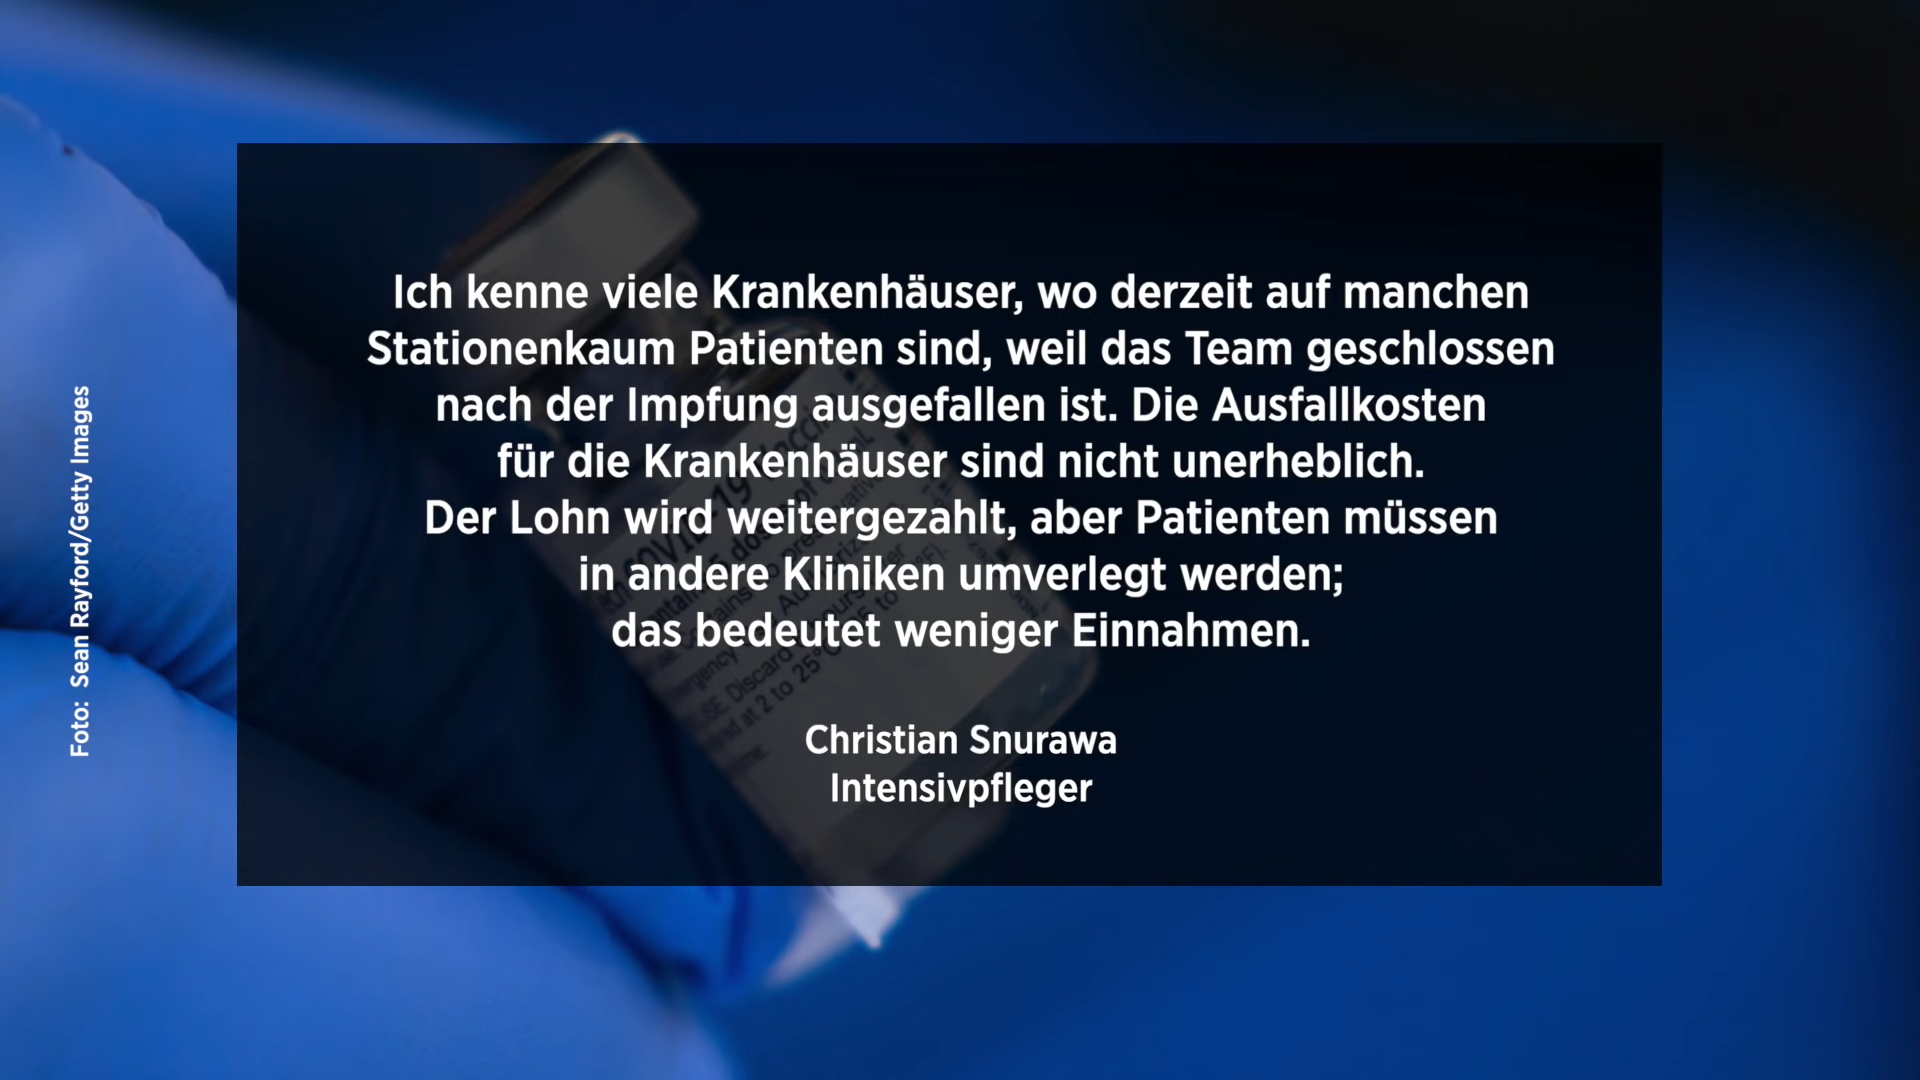 Ich kenne viele Krankenhäuser, wo derzeit auf manchen
Stationenkaum Patienten sind, weil das Team geschlossen
nach der Impfung ausgefallen ist. Die Ausfallkosten
für die Krankenhäuser sind nicht unerheblich.
Der Lohn wird weitergezahlt, aber Patienten müssen
in andere Kliniken umverlegt werden;
das bedeutet weniger Einnahmen.
Christian Snurawa
Intensivpfleger
Foto: Sean Rayford/Getty Images